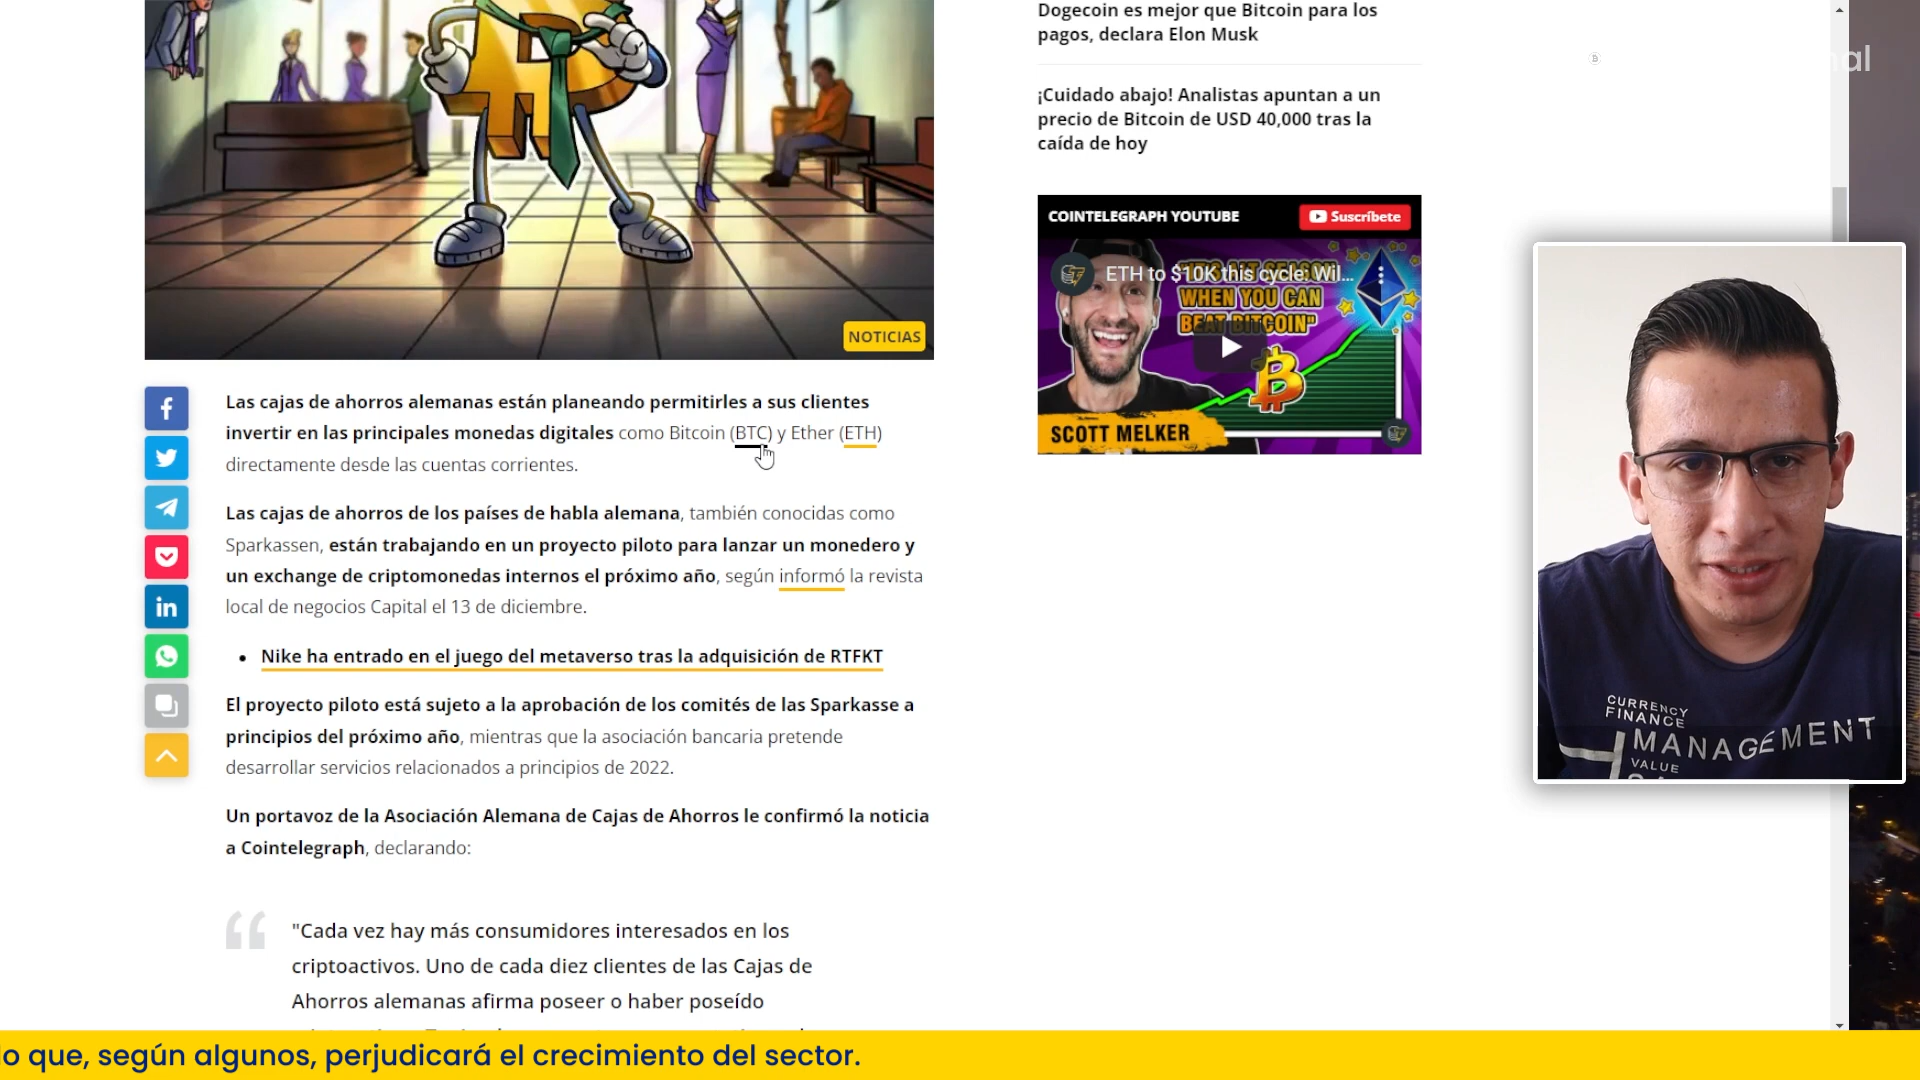 Dogecoin es mejor que Bitcoin para los
pagos, declara Elon Musk
¡Cuidado abajo! Analistas apuntan a un
precio de Bitcoin de USD 40,000 tras la
caída de hoy
COINTELEGRAPH YOUTUBE
Suscríbete
ETH to $10K this cycle: Wil...
WHEN YOU CAN
BEAT BITCOIN"
SCOTT MELKER
NOTICIAS
Las cajas de ahorros alemanas están planeando permitirles a sus clientes
invertir en las principales monedas digitales como Bitcoin (BTC) y Ether (ETH)
directamente desde las cuentas corrientes.
Las cajas de ahorros de los países de habla alemana, también conocidas como
Sparkassen, están trabajando en un proyecto piloto para lanzar un monedero y
un exchange de criptomonedas internos el próximo año, según informó la revista
local de negocios Capital el 13 de diciembre.
• Nike ha entrado en el juego del metaverso tras la adquisición de RTFKT
El proyecto piloto está sujeto a la aprobación de los comités de las Sparkasse a
principios del próximo año, mientras que la asociación bancaria pretende
desarrollar servicios relacionados a principios de 2022.
Un portavoz de la Asociación Alemana de Cajas de Ahorros le confirmó la noticia
a Cointelegraph, declarando:
"Cada vez hay más consumidores interesados en los
criptoactivos. Uno de cada diez clientes de las Cajas de
Ahorros alemanas afirma poseer o haber poseído
CURRENCY
FINANCE
MANAGEMENT
VALUE
lo que, según algunos, perjudicará el crecimiento del sector.